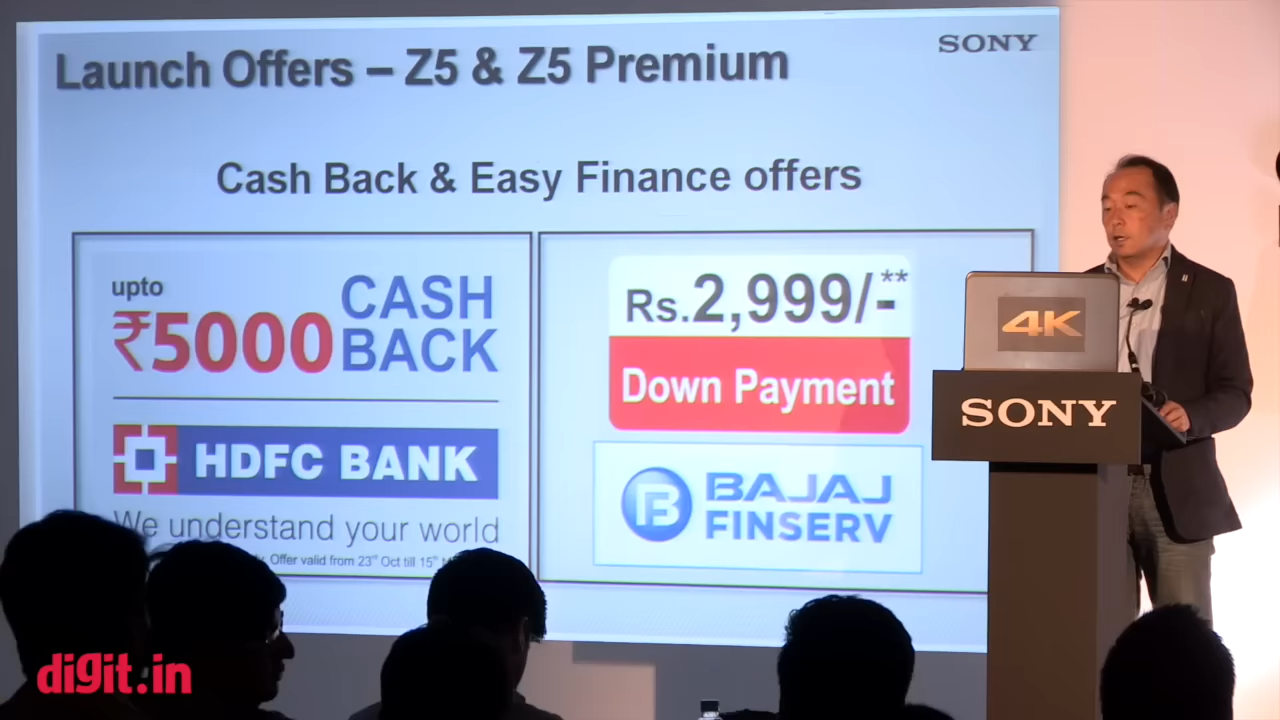 Launch Offers – Z5 & Z5 Premium
SONY
Cash Back & Easy Finance offers
upto
₹5000 CASH BACK
HDFC BANK
We understand your world
Offer valid from 23rd Oct till 15th
Rs.2,999/-**
Down Payment
BAJAJ
FINSERV
4K
SONY
digit.in